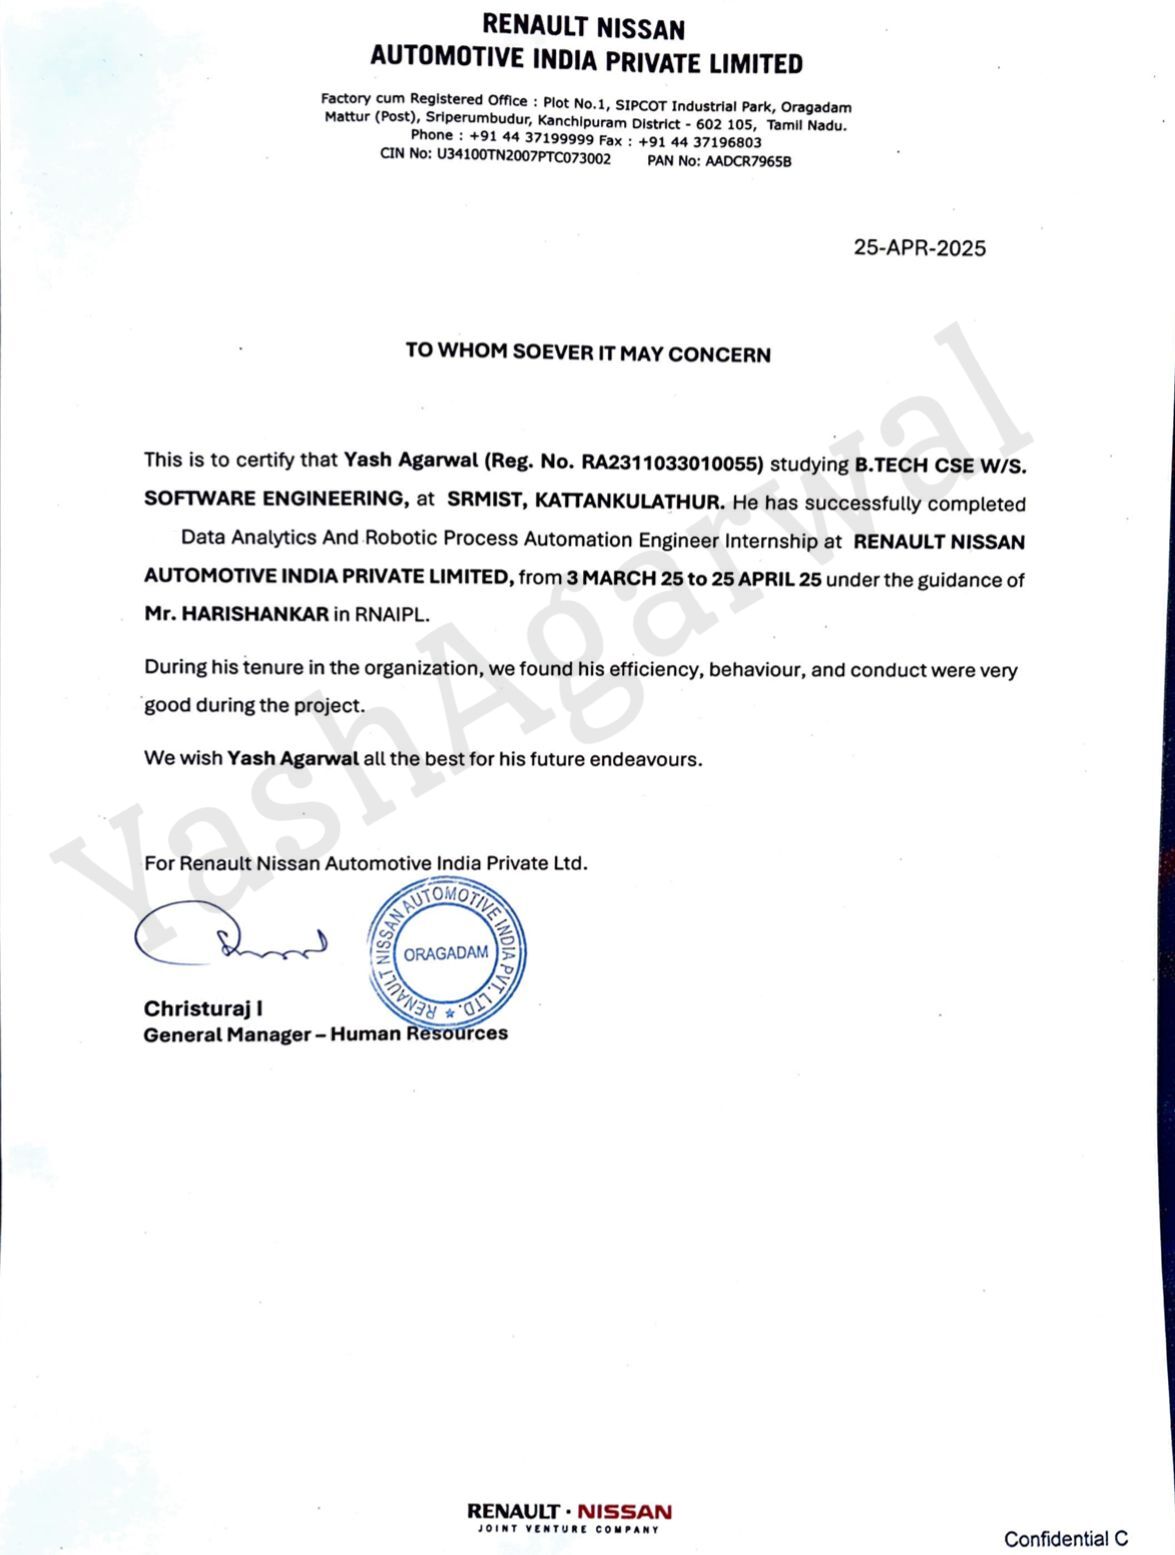 RENAULT NISSAN
AUTOMOTIVE INDIA PRIVATE LIMITED
Factory cum Registered Office : Plot No.1, SIPCOT Industrial Park, Oragadam
Mattur (Post), Sriperumbudur, Kanchipuram District - 602 105, Tamil Nadu.
Phone : +91 44 37199999 Fax : +91 44 37196803
CIN No: U34100TN2007PTC073002 PAN No: AADCR7965B
25-APR-2025
TO WHOM SOEVER IT MAY CONCERN
This is to certify that Yash Agarwal (Reg. No. RA2311033010055) studying B.TECH CSE W/S.
SOFTWARE ENGINEERING, at SRMIST, KATTANKULATHUR. He has successfully completed
Data Analytics And Robotic Process Automation Engineer Internship at RENAULT NISSAN
AUTOMOTIVE INDIA PRIVATE LIMITED, from 3 MARCH 25 to 25 APRIL 25 under the guidance of
Mr. HARISHANKAR in RNAIPL.
During his tenure in the organization, we found his efficiency, behaviour, and conduct were very
good during the project.
We wish Yash Agarwal all the best for his future endeavours.
YashAgarwal
For Renault Nissan Automotive India Private Ltd.
RENAULT NISSAN AUTOMOTIVE INDIA PVT. LTD. *
ORAGADAM
Christuraj I
General Manager – Human Resources
RENAULT · NISSAN
JOINT VENTURE COMPANY
Confidential C